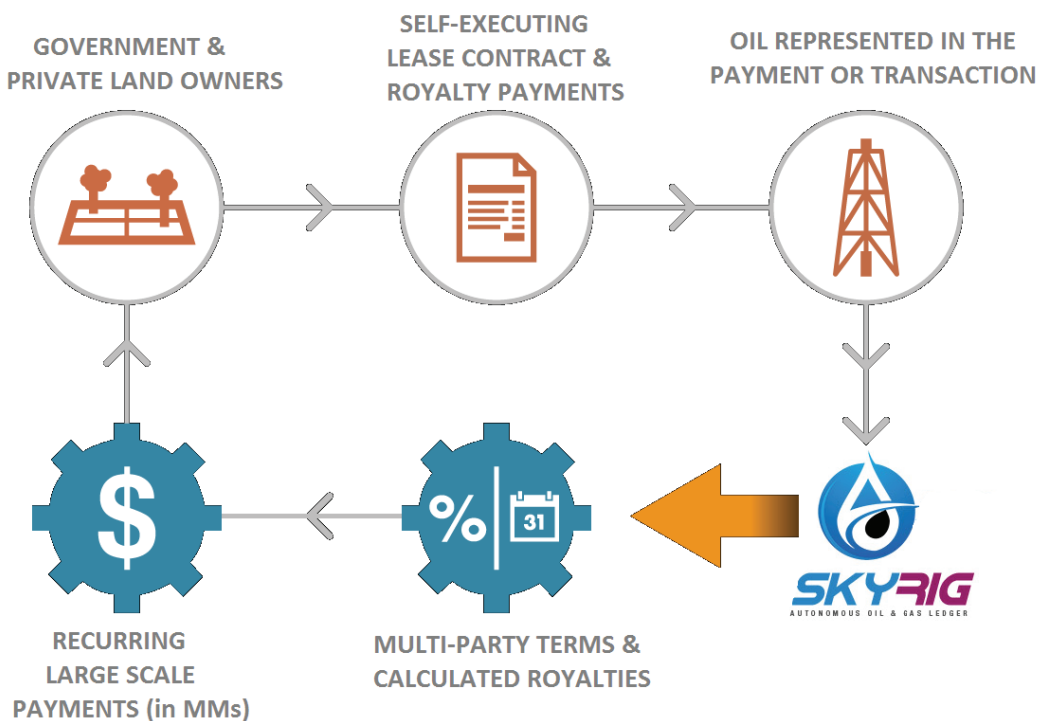 GOVERNMENT &
PRIVATE LAND OWNERS
SELF-EXECUTING
LEASE CONTRACT &
ROYALTY PAYMENTS
OIL REPRESENTED IN THE
PAYMENT OR TRANSACTION
$
%
31
SKYRIG
AUTONOMOUS OIL & GAS LEDGER
RECURRING
LARGE SCALE
PAYMENTS (in MMs)
MULTI-PARTY TERMS &
CALCULATED ROYALTIES